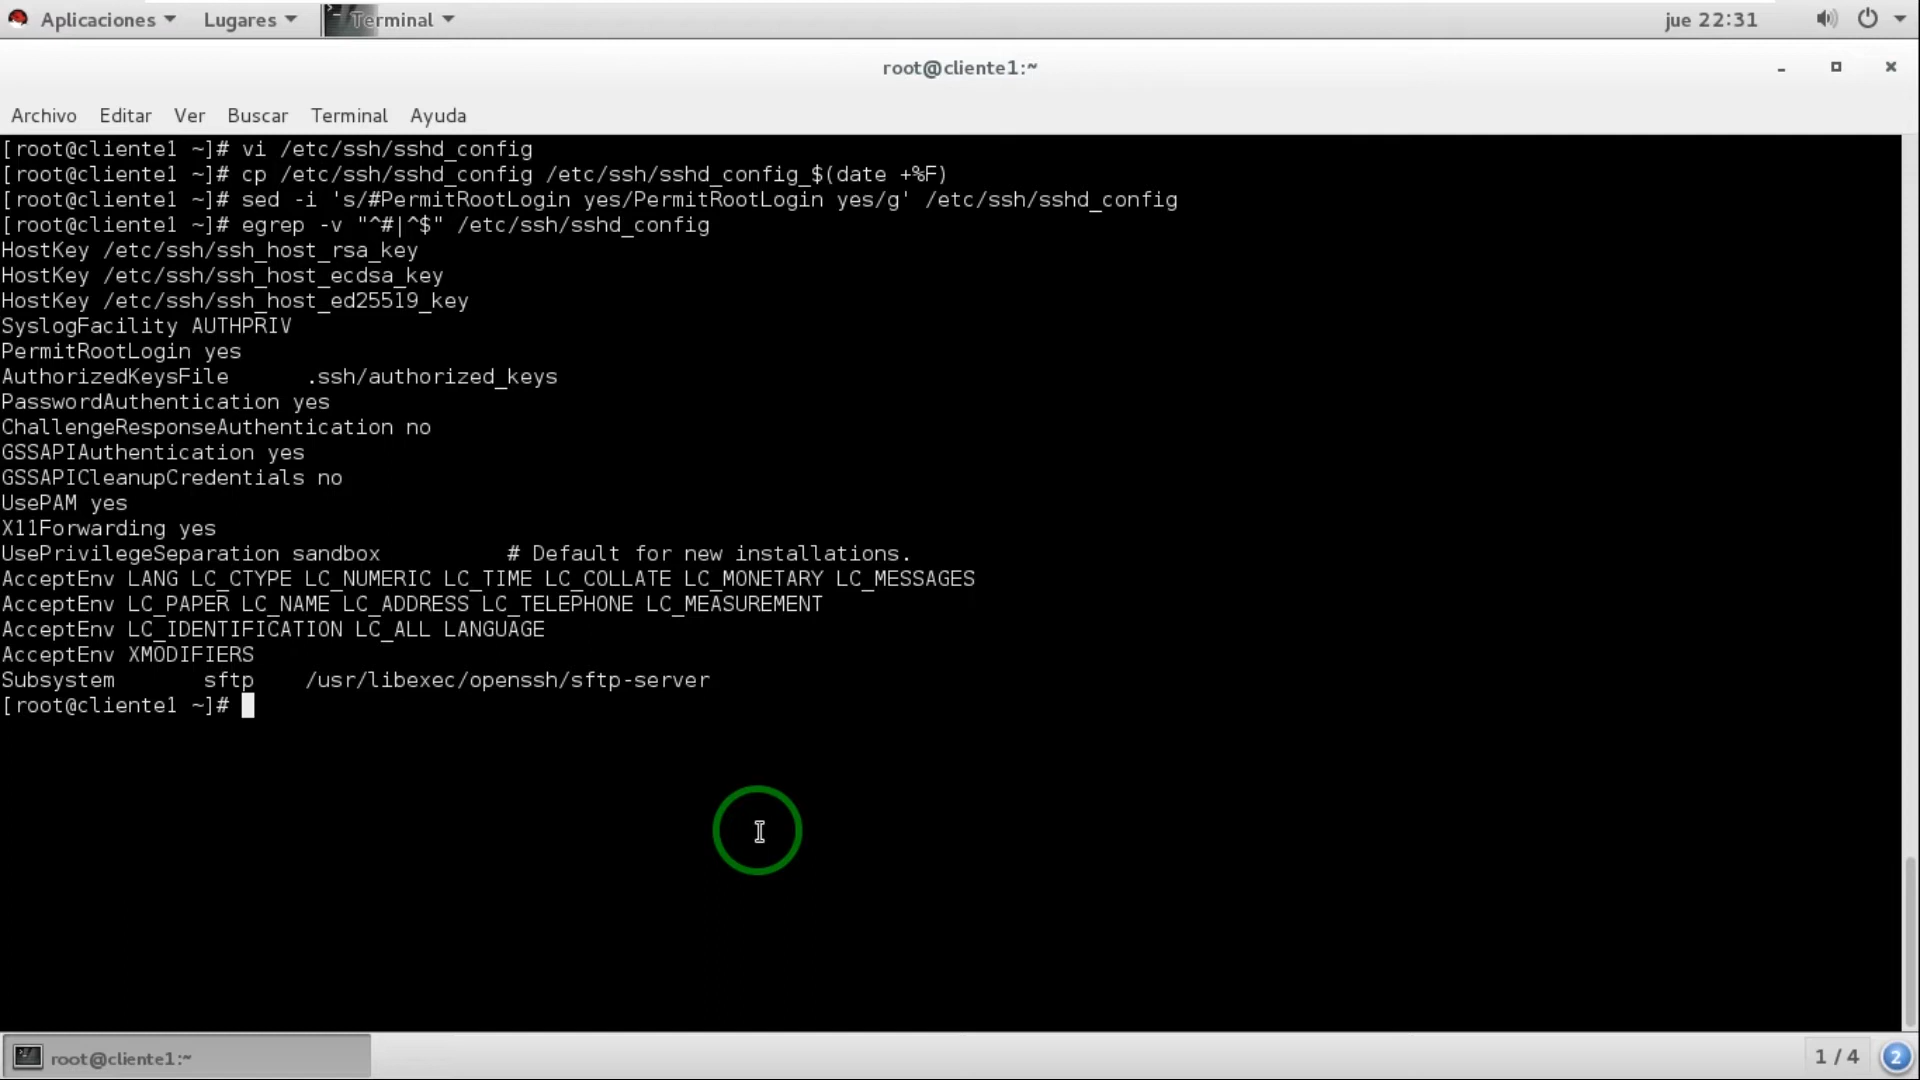 Aplicaciones Lugares Terminal jue 22:31
root@cliente1:~
Archivo Editar Ver Buscar Terminal Ayuda
[root@cliente1 ~]# vi /etc/ssh/sshd_config
[root@cliente1 ~]# cp /etc/ssh/sshd_config /etc/ssh/sshd_config_$(date +%F)
[root@cliente1 ~]# sed -i 's/#PermitRootLogin yes/PermitRootLogin yes/g' /etc/ssh/sshd_config
[root@cliente1 ~]# egrep -v "^#|^$" /etc/ssh/sshd_config
HostKey /etc/ssh/ssh_host_rsa_key
HostKey /etc/ssh/ssh_host_ecdsa_key
HostKey /etc/ssh/ssh_host_ed25519_key
SyslogFacility AUTHPRIV
PermitRootLogin yes
AuthorizedKeysFile .ssh/authorized_keys
PasswordAuthentication yes
ChallengeResponseAuthentication no
GSSAPIAuthentication yes
GSSAPICleanupCredentials no
UsePAM yes
X11Forwarding yes
UsePrivilegeSeparation sandbox # Default for new installations.
AcceptEnv LANG LC_CTYPE LC_NUMERIC LC_TIME LC_COLLATE LC_MONETARY LC_MESSAGES
AcceptEnv LC_PAPER LC_NAME LC_ADDRESS LC_TELEPHONE LC_MEASUREMENT
AcceptEnv LC_IDENTIFICATION LC_ALL LANGUAGE
AcceptEnv XMODIFIERS
Subsystem sftp /usr/libexec/openssh/sftp-server
[root@cliente1 ~]#
root@cliente1:~ 1 / 4 2